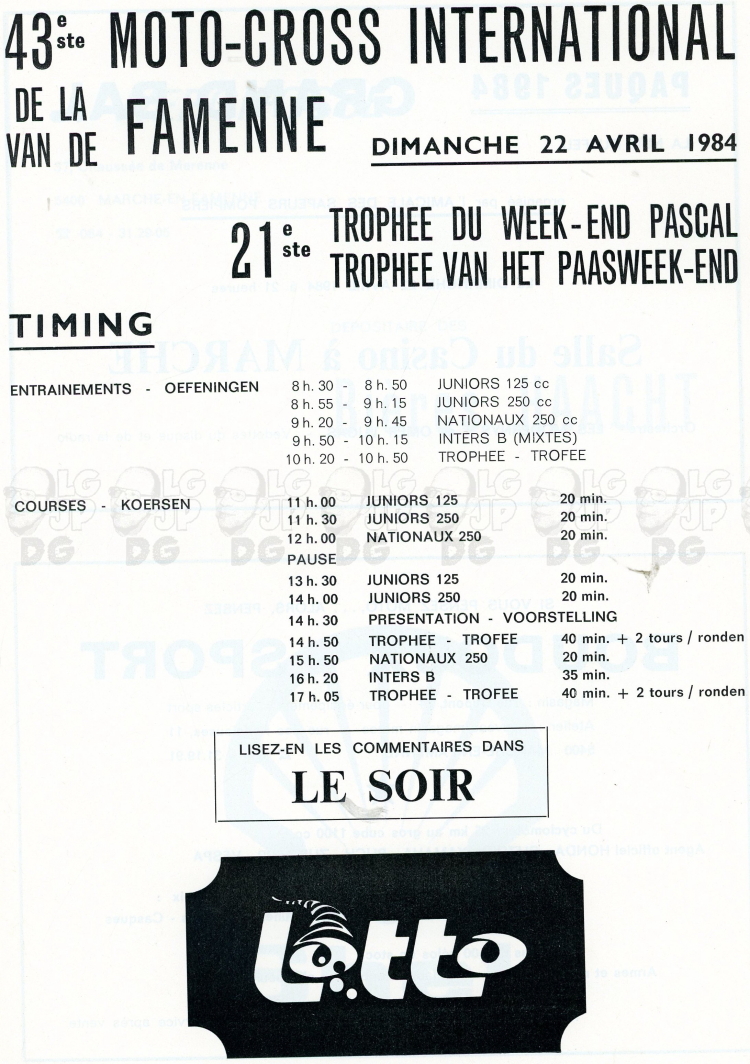 43e ste MOTO-CROSS INTERNATIONAL
DE LA
VAN DE FAMENNE
DIMANCHE 22 AVRIL 1984
21e ste TROPHEE DU WEEK-END PASCAL
TROPHEE VAN HET PAASWEEK-END
TIMING
ENTRAINEMENTS - OEFENINGEN 8 h. 30 - 8 h. 50 JUNIORS 125 cc
8 h. 55 - 9 h. 15 JUNIORS 250 cc
9 h. 20 - 9 h. 45 NATIONAUX 250 cc
9 h. 50 - 10 h. 15 INTERS B (MIXTES)
10 h. 20 - 10 h. 50 TROPHEE - TROFEE
COURSES - KOERSEN 11 h. 00 JUNIORS 125 20 min.
11 h. 30 JUNIORS 250 20 min.
12 h. 00 NATIONAUX 250 20 min.
PAUSE
13 h. 30 JUNIORS 125 20 min.
14 h. 00 JUNIORS 250 20 min.
14 h. 30 PRESENTATION - VOORSTELLING
14 h. 50 TROPHEE - TROFEE 40 min. + 2 tours / ronden
15 h. 50 NATIONAUX 250 20 min.
16 h. 20 INTERS B 35 min.
17 h. 05 TROPHEE - TROFEE 40 min. + 2 tours / ronden
LISEZ-EN LES COMMENTAIRES DANS
LE SOIR
Lotto